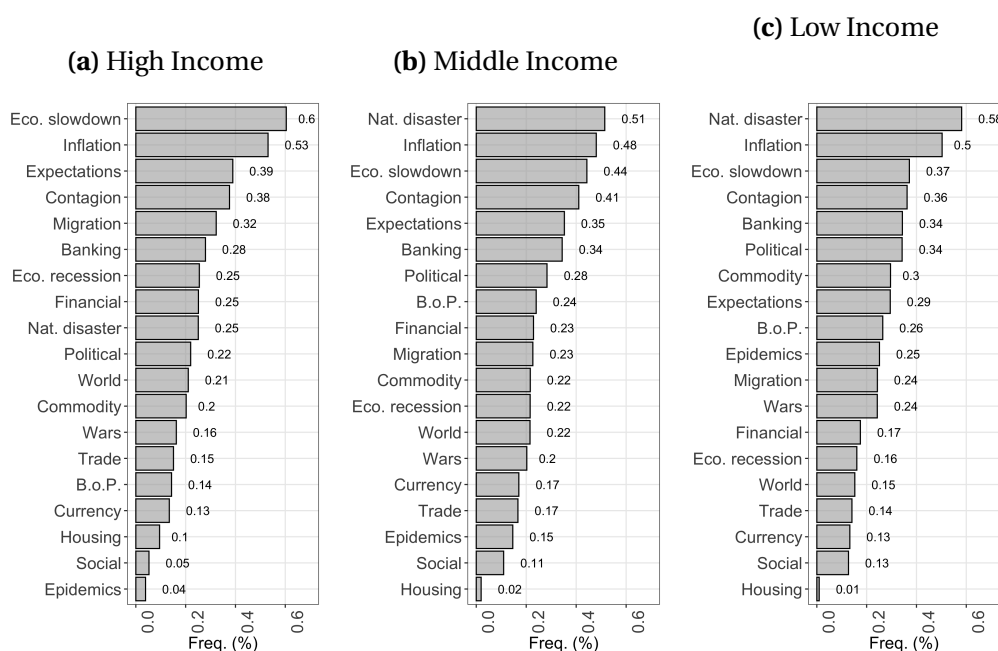 (a) High Income
Eco. slowdown 0.6
Inflation 0.53
Expectations 0.39
Contagion 0.38
Migration 0.32
Banking 0.28
Eco. recession 0.25
Financial 0.25
Nat. disaster 0.25
Political 0.22
World 0.21
Commodity 0.2
Wars 0.16
Trade 0.15
B.o.P. 0.14
Currency 0.13
Housing 0.1
Social 0.05
Epidemics 0.04
0.0 0.2 0.4 0.6
Freq. (%)
(b) Middle Income
Nat. disaster 0.51
Inflation 0.48
Eco. slowdown 0.44
Contagion 0.41
Expectations 0.35
Banking 0.34
Political 0.28
B.o.P. 0.24
Financial 0.23
Migration 0.23
Commodity 0.22
Eco. recession 0.22
World 0.22
Wars 0.2
Currency 0.17
Trade 0.17
Epidemics 0.15
Social 0.11
Housing 0.02
0.0 0.2 0.4 0.6
Freq. (%)
(c) Low Income
Nat. disaster 0.58
Inflation 0.5
Eco. slowdown 0.37
Contagion 0.36
Banking 0.34
Political 0.34
Commodity 0.3
Expectations 0.29
B.o.P. 0.26
Epidemics 0.25
Migration 0.24
Wars 0.24
Financial 0.17
Eco. recession 0.16
World 0.15
Trade 0.14
Currency 0.13
Social 0.13
Housing 0.01
0.0 0.2 0.4 0.6
Freq. (%)